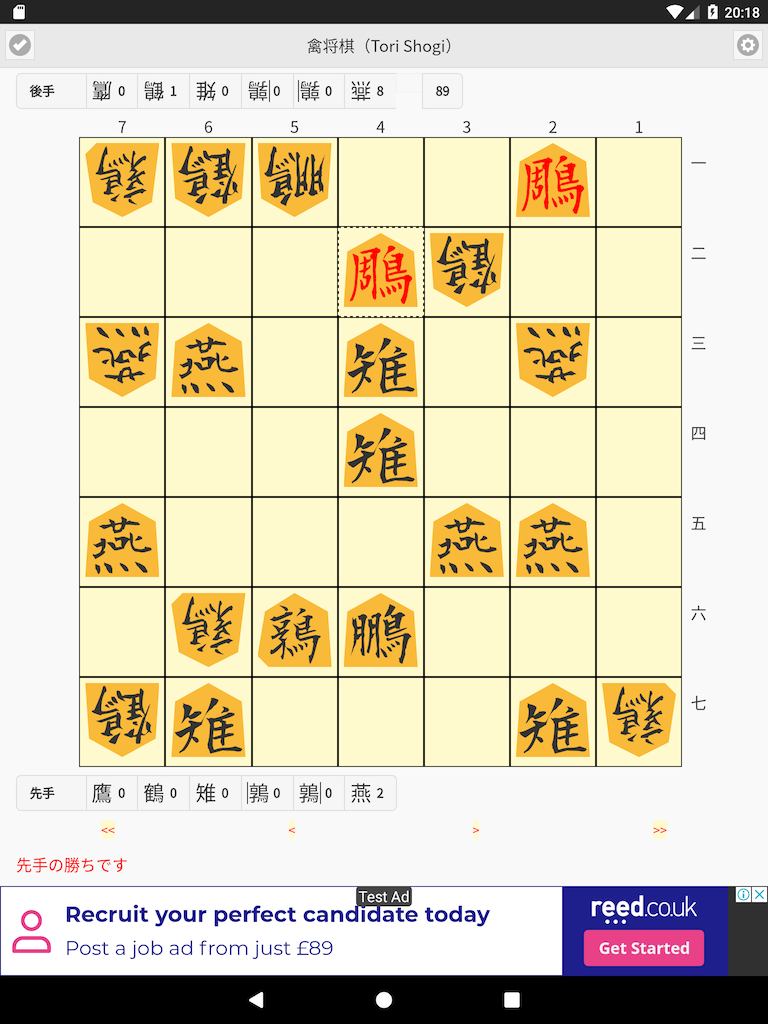 20:18
禽将棋（Tori Shogi）
後手 鷹 0 鶴 1 雉 0 鶉| 0 |鶉 0 燕 8 89
7 6 5 4 3 2 1
鶉 鶴 鵬 鵰 一
鵰 鶴 二
燕 燕 雉 燕 三
雉 四
燕 燕 燕 五
鶉 鶉 鵬 六
鶴 雉 雉 鶉 七
先手 鷹 0 鶴 0 雉 0 |鶉 0 鶉| 0 燕 2
<< < > >>
先手の勝ちです
Test Ad
Recruit your perfect candidate today
Post a job ad from just £89
reed.co.uk
Get Started